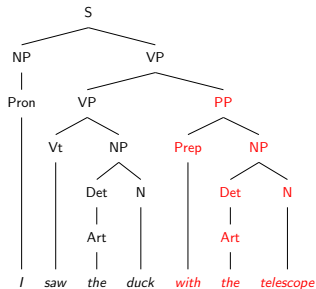 S
NP VP
Pron VP PP
Vt NP Prep NP
Det N Det N
Art Art
I saw the duck with the telescope